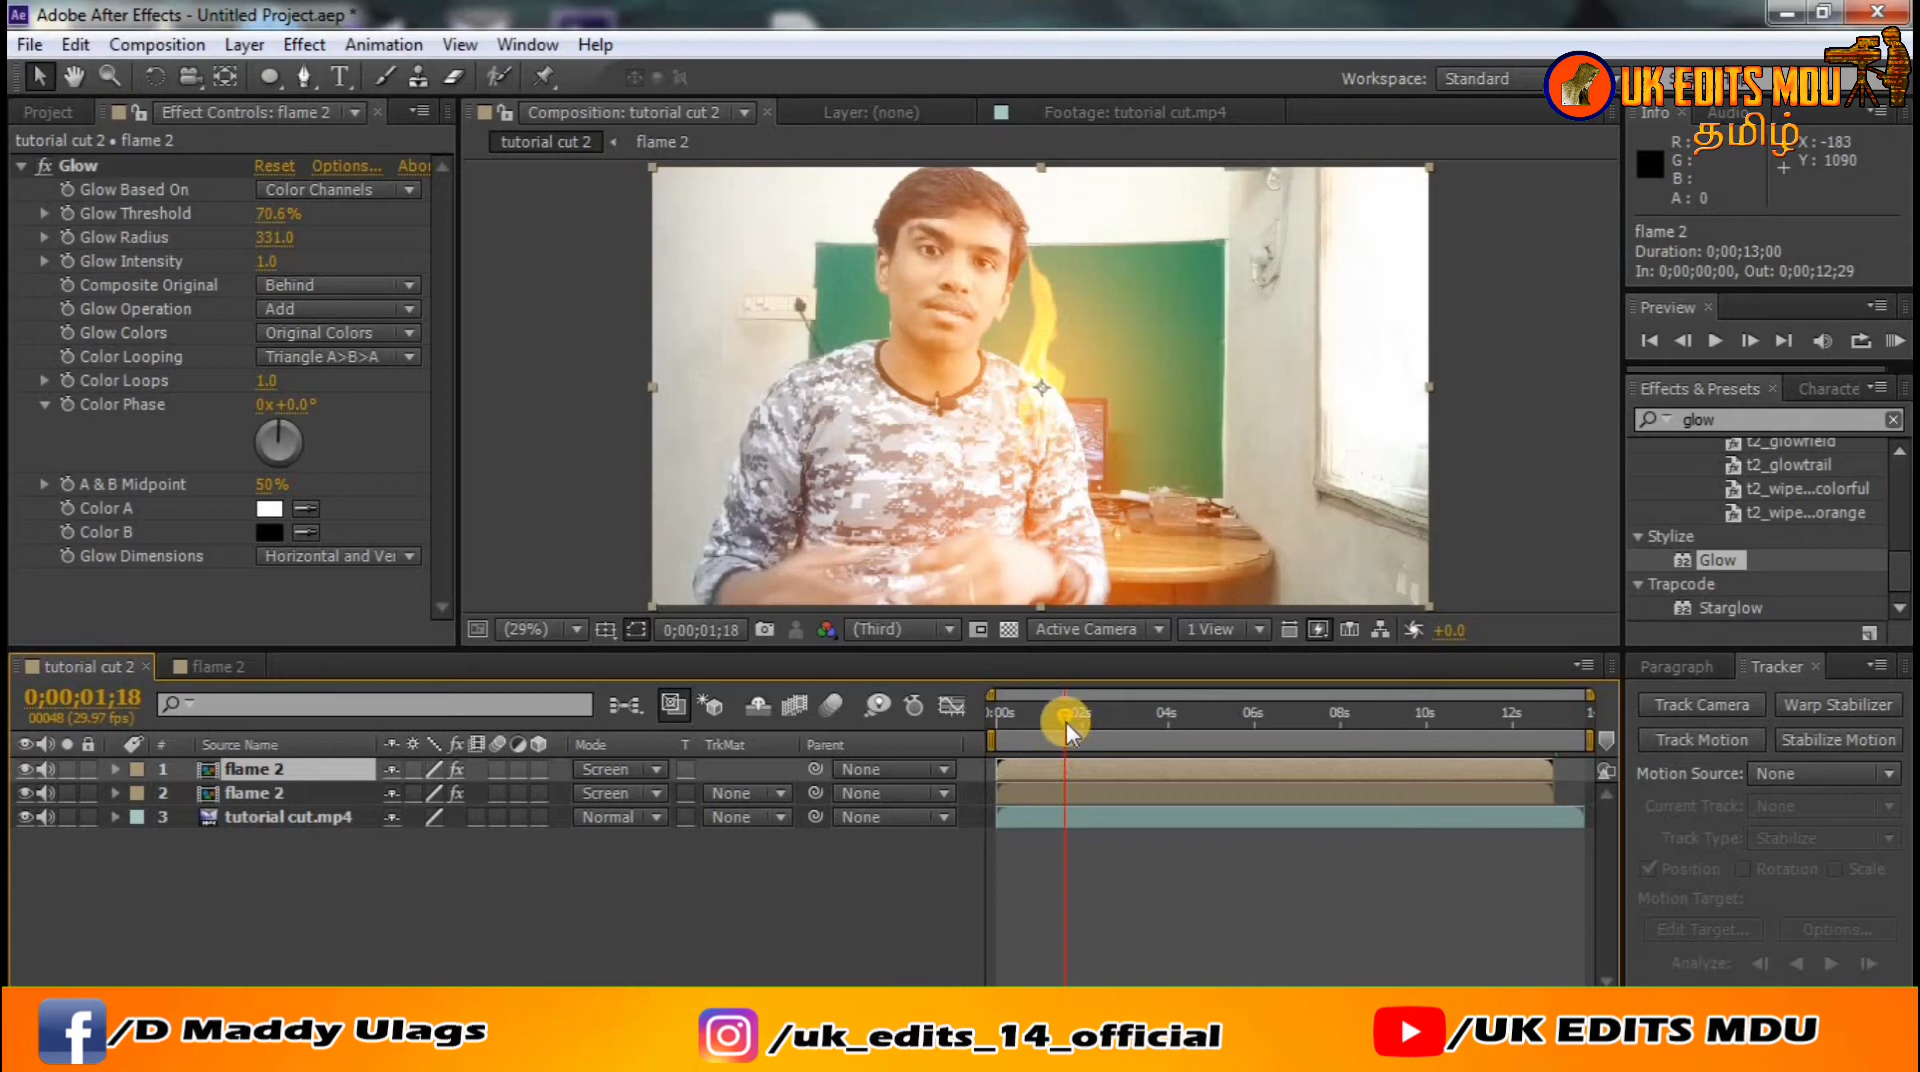 Adobe After Effects - Untitled Project.aep *
File Edit Composition Layer Effect Animation View Window Help
Workspace: Standard
UK EDITS MDU
தமிழ்
Project Effect Controls: flame 2
tutorial cut 2 • flame 2
Glow Reset Options... Abo
Glow Based On Color Channels
Glow Threshold 70.6%
Glow Radius 331.0
Glow Intensity 1.0
Composite Original Behind
Glow Operation Add
Glow Colors Original Colors
Color Looping Triangle A>B>A
Color Loops 1.0
Color Phase 0x+0.0°
A & B Midpoint 50%
Color A
Color B
Glow Dimensions Horizontal and Ver
Composition: tutorial cut 2 Layer: (none) Footage: tutorial cut.mp4
tutorial cut 2 flame 2
(29%) 0;00;01;18 (Third) Active Camera 1 View +0.0
Info Audio
R: X: -183
G: Y: 1090
B:
A: 0
flame 2
Duration: 0;00;13;00
In: 0;00;00;00, Out: 0;00;12;29
Preview
Effects & Presets Characte
glow
t2_glowfield
t2_glowtrail
t2_wipe...colorful
t2_wipe...orange
Stylize
32 Glow
Trapcode
32 Starglow
tutorial cut 2 flame 2
0;00;01;18
00048 (29.97 fps)
0:00s 02s 04s 06s 08s 10s 12s 1
# Source Name fx Mode T TrkMat Parent
1 flame 2 fx Screen None
2 flame 2 fx Screen None None
3 tutorial cut.mp4 Normal None None
Paragraph Tracker
Track Camera Warp Stabilizer
Track Motion Stabilize Motion
Motion Source: None
Current Track: None
Track Type: Stabilize
Position Rotation Scale
Motion Target:
Edit Target... Options...
Analyze:
/D Maddy Ulags
/uk_edits_14_official
/UK EDITS MDU